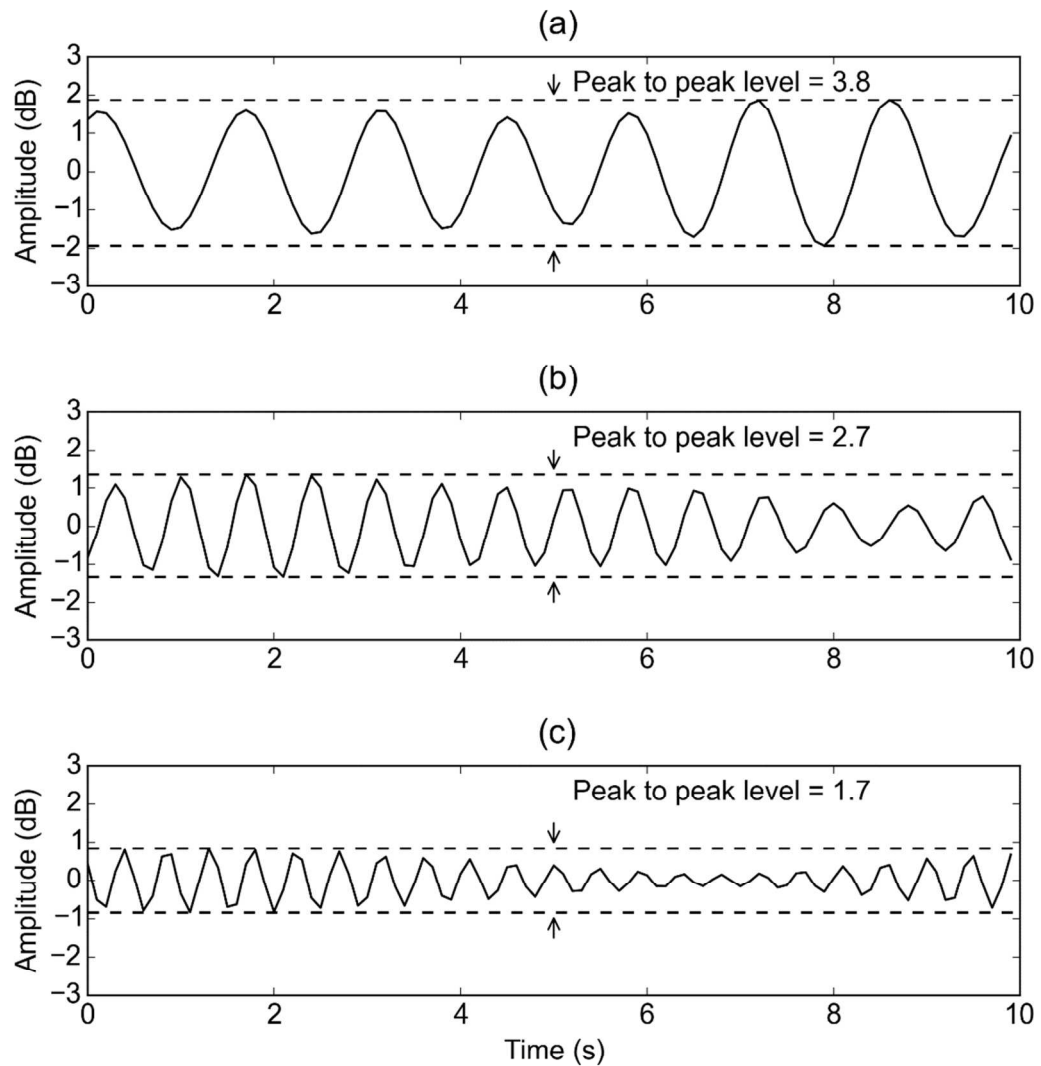 (a)
3
2
1
0
−1
−2
−3
Amplitude (dB)
Peak to peak level = 3.8
0 2 4 6 8 10
(b)
3
2
1
0
−1
−2
−3
Amplitude (dB)
Peak to peak level = 2.7
0 2 4 6 8 10
(c)
3
2
1
0
−1
−2
−3
Amplitude (dB)
Peak to peak level = 1.7
0 2 4 6 8 10
Time (s)